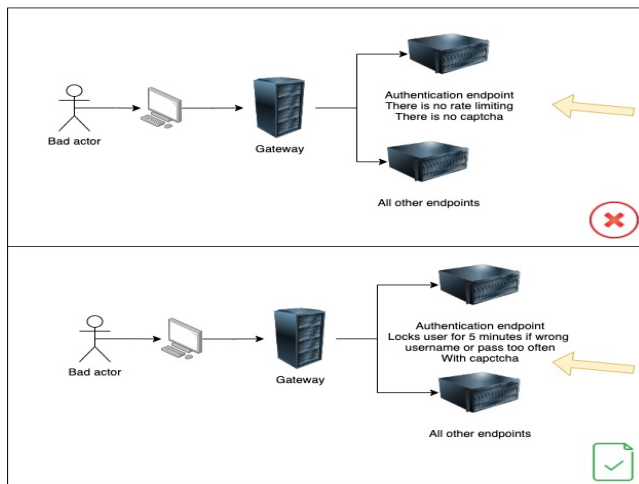 Bad actor
Gateway
Authentication endpoint
There is no rate limiting
There is no captcha
All other endpoints
Bad actor
Gateway
Authentication endpoint
Locks user for 5 minutes if wrong
username or pass too often
With capctcha
All other endpoints